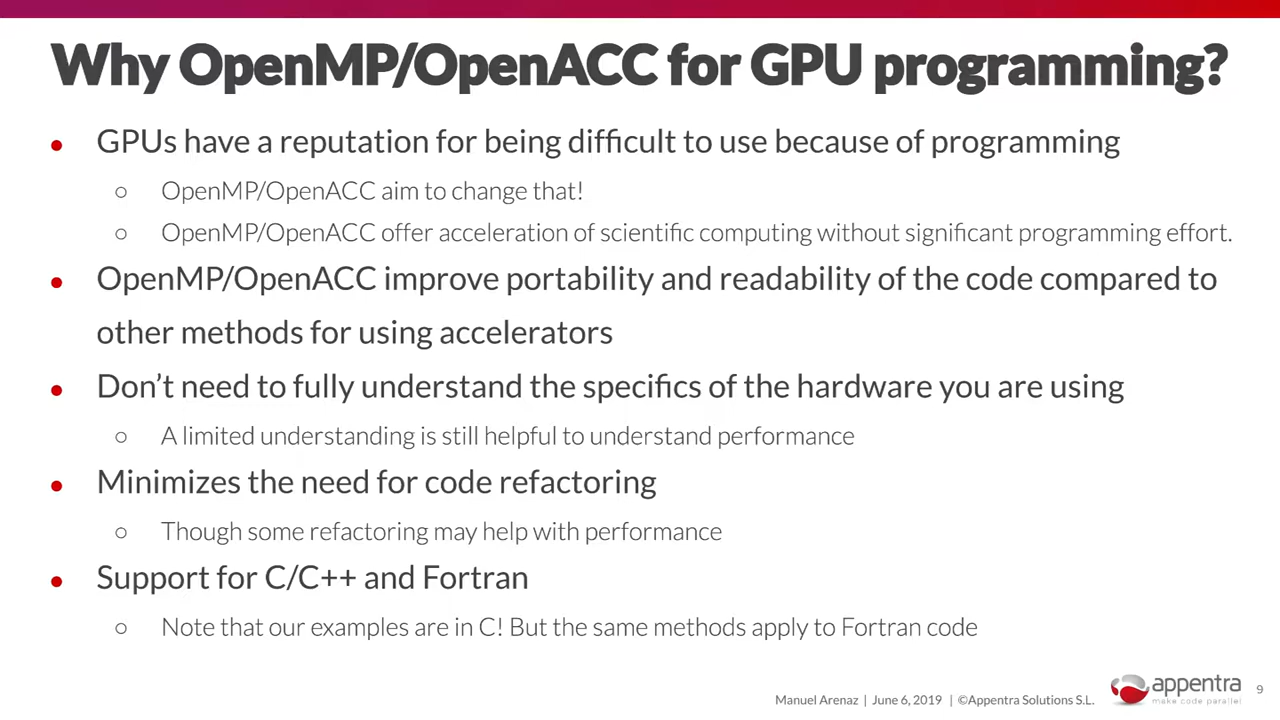 Why OpenMP/OpenACC for GPU programming?
● GPUs have a reputation for being difficult to use because of programming
○ OpenMP/OpenACC aim to change that!
○ OpenMP/OpenACC offer acceleration of scientific computing without significant programming effort.
● OpenMP/OpenACC improve portability and readability of the code compared to
other methods for using accelerators
● Don’t need to fully understand the specifics of the hardware you are using
○ A limited understanding is still helpful to understand performance
● Minimizes the need for code refactoring
○ Though some refactoring may help with performance
● Support for C/C++ and Fortran
○ Note that our examples are in C! But the same methods apply to Fortran code
Manuel Arenaz | June 6, 2019 | ©Appentra Solutions S.L.
appentra
make code parallel
9